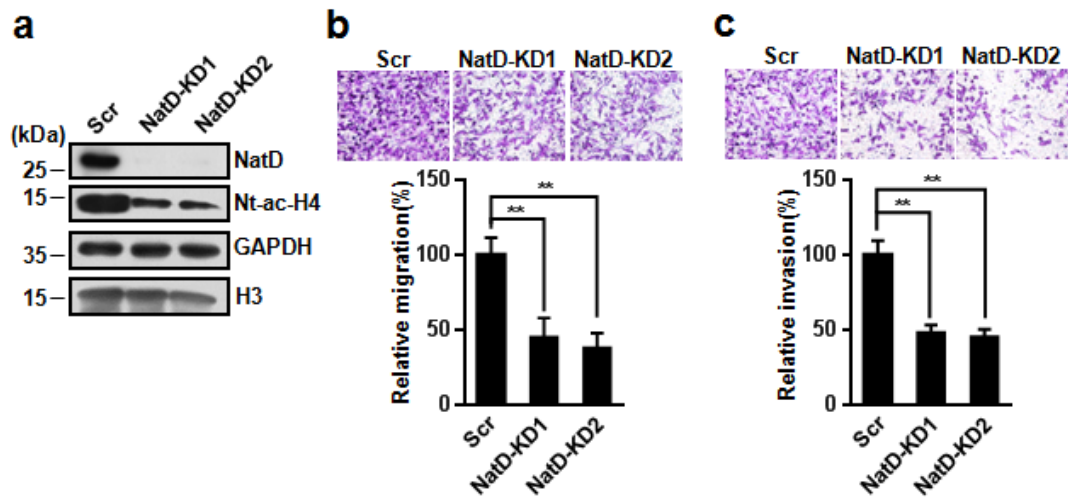 a
(kDa)
Scr
NatD-KD1
NatD-KD2
25
NatD
15
Nt-ac-H4
35
GAPDH
15
H3
b
Scr NatD-KD1 NatD-KD2
Relative migration(%)
150
100
50
0
**
**
Scr
NatD-KD1
NatD-KD2
c
Scr NatD-KD1 NatD-KD2
Relative invasion(%)
150
100
50
0
**
**
Scr
NatD-KD1
NatD-KD2